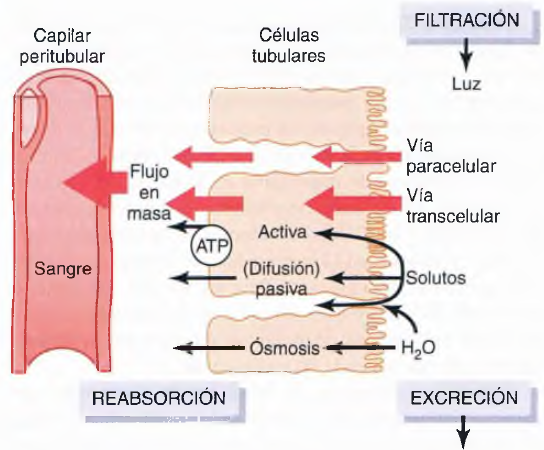 Capilar
peritubular
Células
tubulares
FILTRACIÓN
Luz
Vía
paracelular
Flujo
en
masa
Vía
transcelular
ATP
Activa
Sangre
(Difusión)
pasiva
Solutos
Ósmosis
H₂O
REABSORCIÓN
EXCRECIÓN